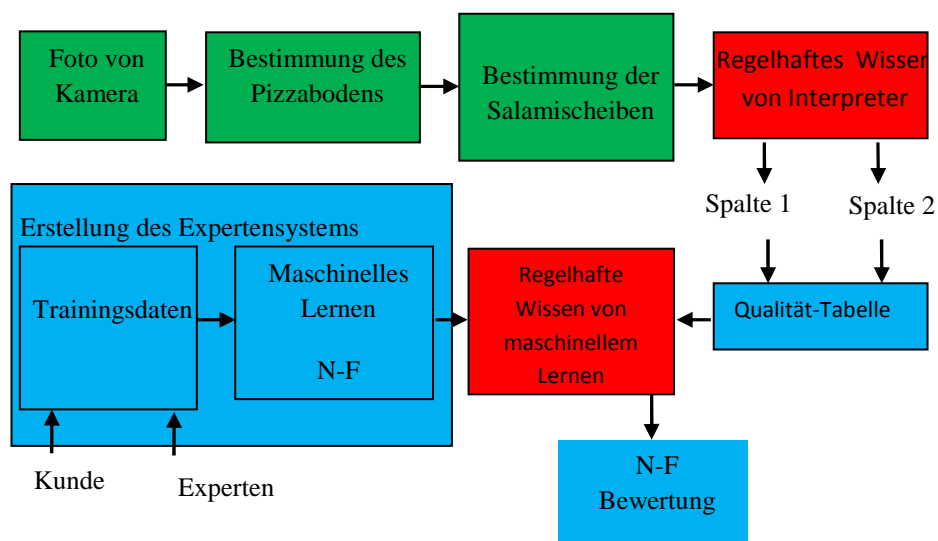 Foto von
Kamera
Bestimmung des
Pizzabodens
Bestimmung der
Salamischeiben
Regelhaftes Wisser
von Interpreter
Spalte 1
Spalte 2
Erstellung des Expertensystems
Trainingsdaten
Maschinelles
Lernen
N-F
Regelhafte
Wissen von
maschinellem
Lernen
Qualität-Tabelle
Kunde
Experten
N-F
Bewertung